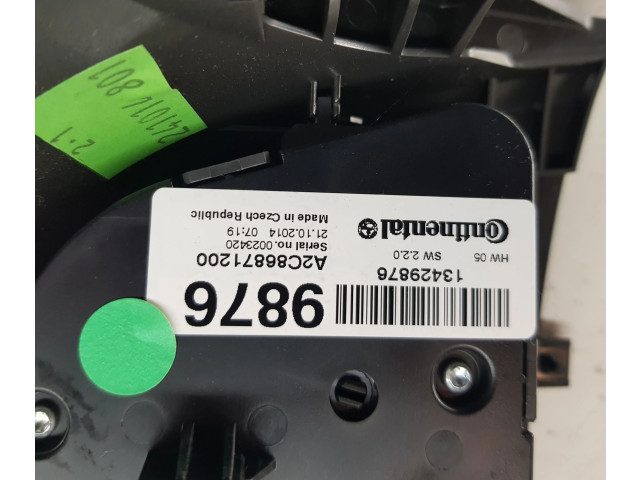 9876
13429876
A2C86871200
HW 05 SW 2.2.0
Serial no.0023420
21.10.2014 07:19
Made in Czech Republic
Continental